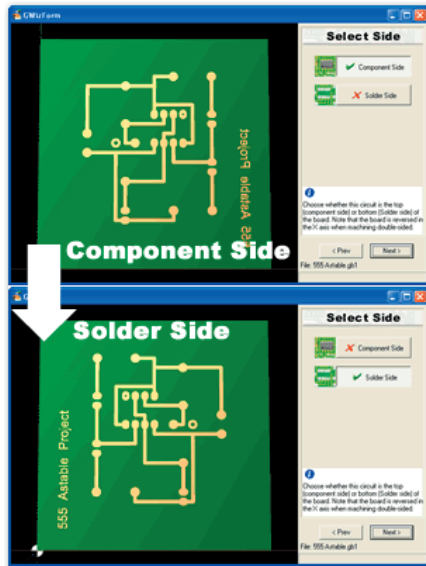 GWizForm
Select Side
Component Side
Solder Side
555 Astable Project
Choose whether this circuit is the top
(component side) or bottom (Solder side) of
the board. Note that the board is reversed in
the X axis when machining double-sided.
< Prev
Next >
File: 555 Astable.gb1
Component Side
Solder Side
Select Side
Component Side
Solder Side
555 Astable Project
Choose whether this circuit is the top
(component side) or bottom (Solder side) of
the board. Note that the board is reversed in
the X axis when machining double-sided.
< Prev
Next >
File: 555 Astable.gb1